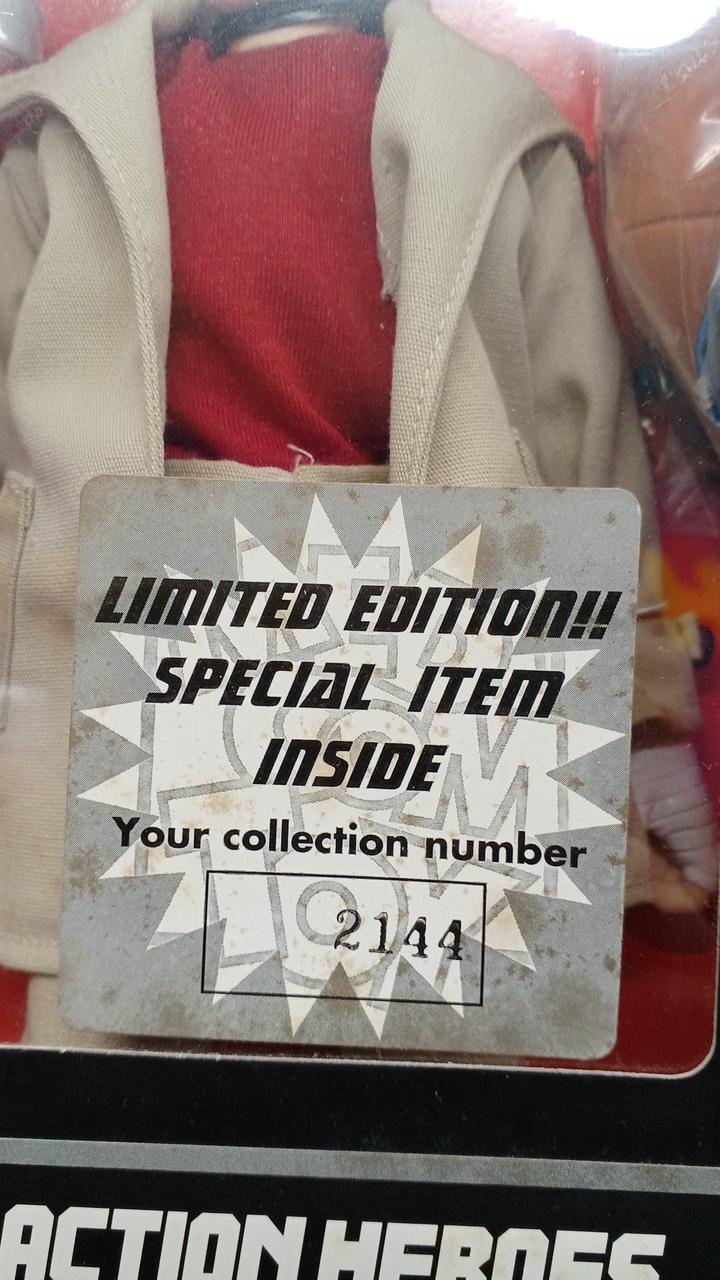 LIMITED EDITION!!
SPECIAL ITEM
INSIDE
Your collection number
2144
ACTION HEROES